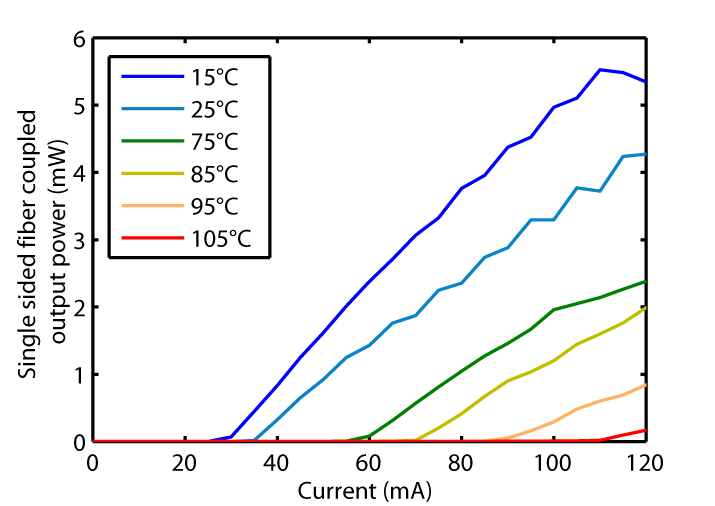 Single sided fiber coupled
output power (mW)
6
5
4
3
2
1
0
15°C
25°C
75°C
85°C
95°C
105°C
0 20 40 60 80 100 120
Current (mA)